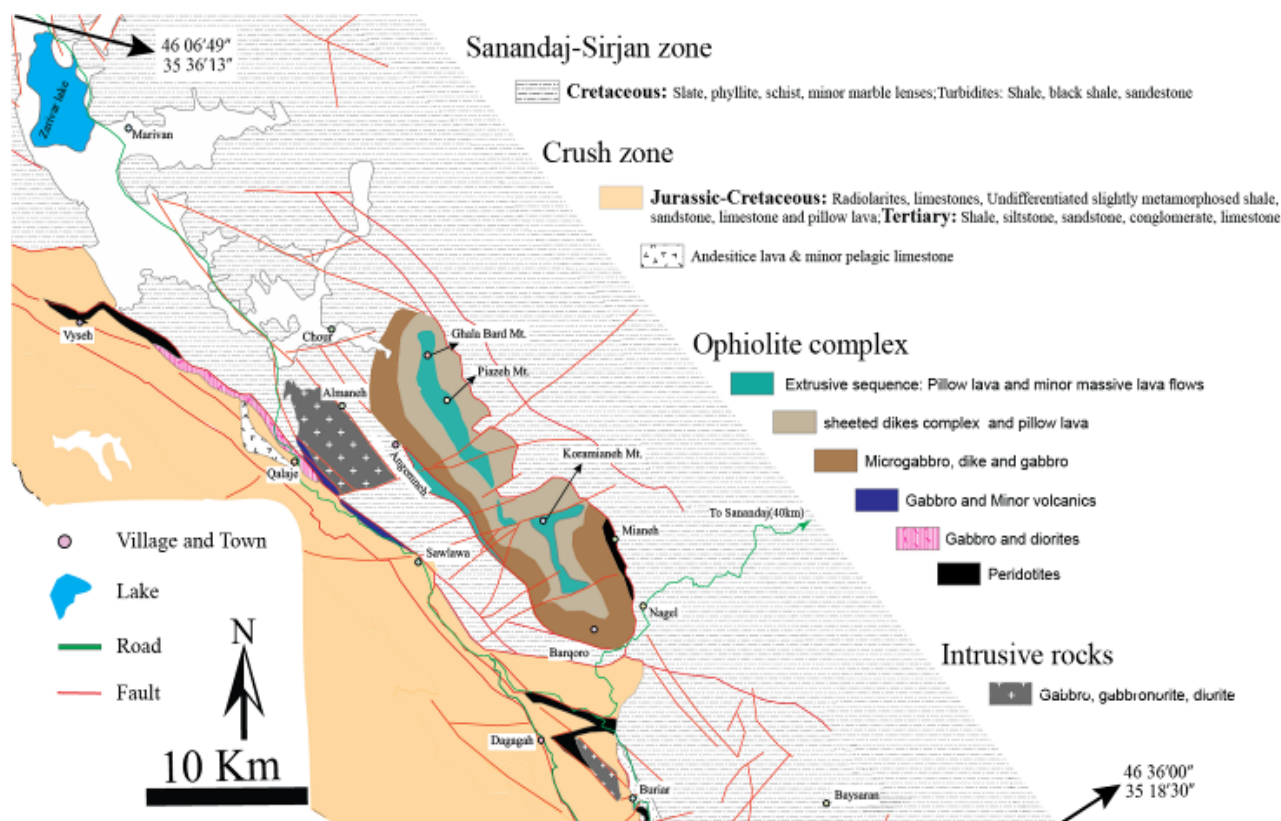 46 06'49"
35 36'13"
Zarivar lake
Marivan
Sanandaj-Sirjan zone
Cretaceous: Slate, phyllite, schist, minor marble lenses;Turbidites: Shale, black shale, sandestone
Crush zone
Jurassic-Cretaceous: Radiolarites, limestones, Undifferentiated slightly metamorphosed shale,
sandstone, limestone and pillow lava;Tertiary: Shale, siltstone, sandstone, conglomerate, limestone
Andesitice lava & minor pelagic limestone
Vyseh
Chour
Ghala Bard Mt.
Piazeh Mt.
Almaneh
Angomneh
Koramianeh Mt.
Qalaje
Sawlawa
Mianeh
To Sanandaj(40km)
Nagel
Barqoro
Dagagah
Buriar
Baysaran
Ophiolite complex
Extrusive sequence: Pillow lava and minor massive lava flows
sheeted dikes complex and pillow lava
Microgabbro, dike and gabbro
Gabbro and Minor volcanics
Gabbro and diorites
Peridotites
Intrusive rocks
Gabbro, gabbronurite, diorite
Village and Town
Lake
Road
Fault
N
10 Km
46 36'00"
35 18'30"